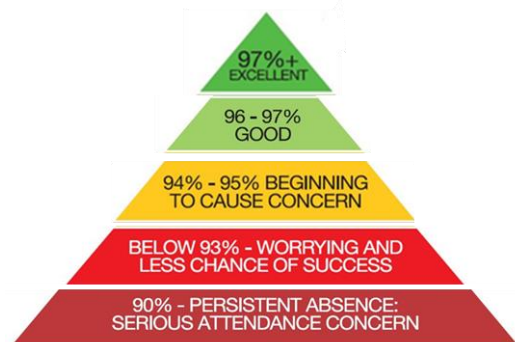 97%+
EXCELLENT
96 - 97%
GOOD
94% - 95% BEGINNING
TO CAUSE CONCERN
BELOW 93% - WORRYING AND
LESS CHANCE OF SUCCESS
90% - PERSISTENT ABSENCE:
SERIOUS ATTENDANCE CONCERN